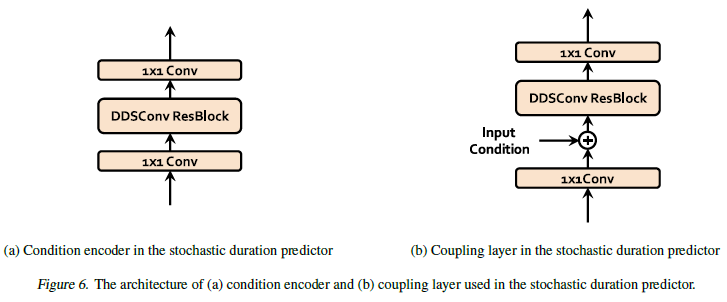 1x1 Conv
DDSConv ResBlock
1x1 Conv
1x1 Conv
DDSConv ResBlock
Input
Condition
+
1x1Conv
(a) Condition encoder in the stochastic duration predictor
(b) Coupling layer in the stochastic duration predictor
Figure 6. The architecture of (a) condition encoder and (b) coupling layer used in the stochastic duration predictor.